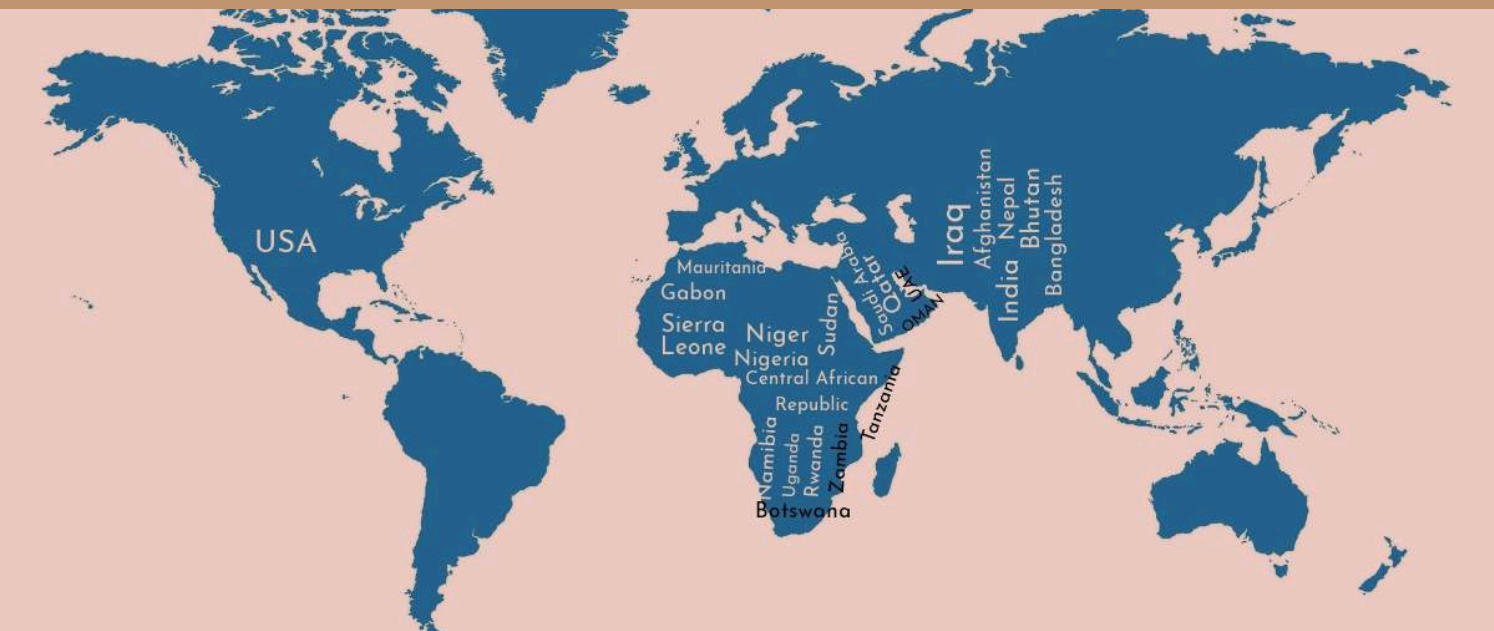 USA
Mauritania
Gabon
Sierra
Leone
Niger
Nigeria
Sudan
Central African
Republic
Namibia
Uganda
Rwanda
Zambia
Tanzania
Botswana
Saudi Arabia
Qatar
UAE
OMAN
Iraq
Afghanistan
India
Nepal
Bhutan
Bangladesh